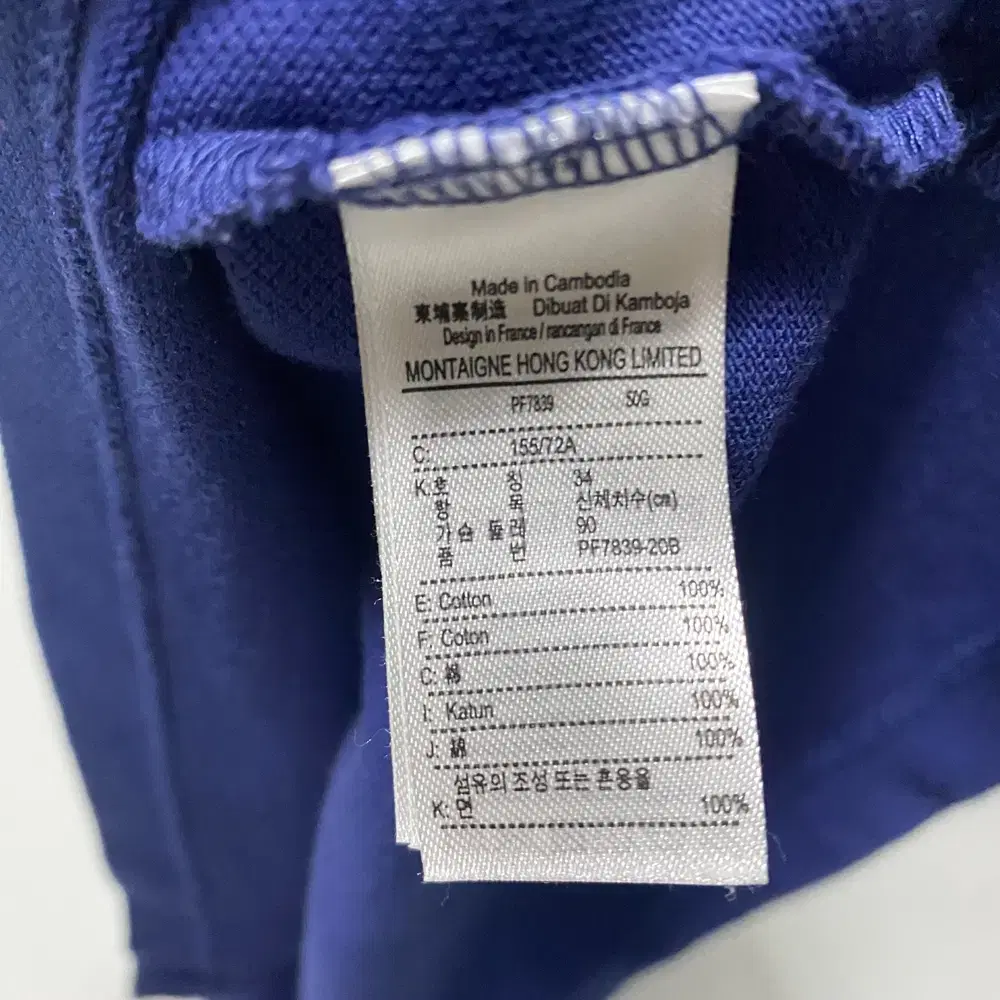 Made in Cambodia
柬埔寨制造 Dibuat Di Kamboja
Design in France / rancangan di France
MONTAIGNE HONG KONG LIMITED
PF7839 50G
C: 155/72A
K: 호 칭 34
항 목 신체치수(cm)
가슴 둘 레 90
품 번 PF7839-20B
E: Cotton 100%
F: Coton 100%
C: 棉 100%
I: Katun 100%
J: 綿 100%
섬유의 조성 또는 혼용율
K: 면 100%